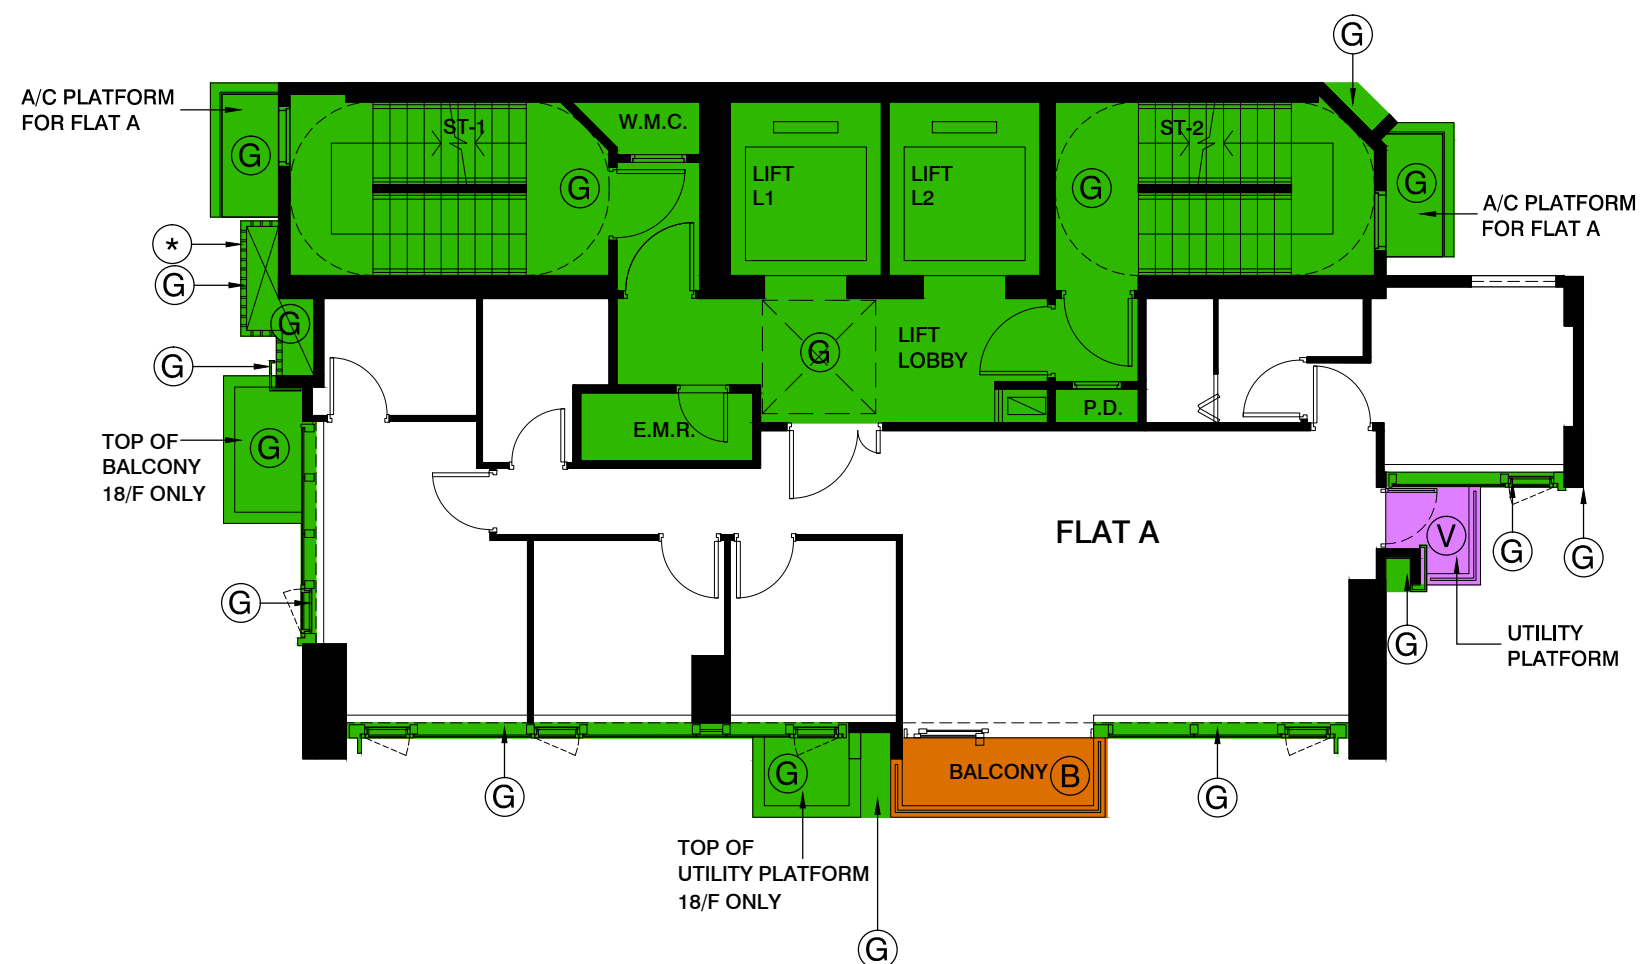 G
A/C PLATFORM
FOR FLAT A
ST-1
W.M.C.
ST-2
G
G
G
G
LIFT
L1
LIFT
L2
A/C PLATFORM
FOR FLAT A
*
G
G
G
G
LIFT
LOBBY
P.D.
E.M.R.
TOP OF
BALCONY
18/F ONLY
G
FLAT A
V
G
G
G
G
UTILITY
PLATFORM
G
BALCONY
B
G
G
TOP OF
UTILITY PLATFORM
18/F ONLY
G